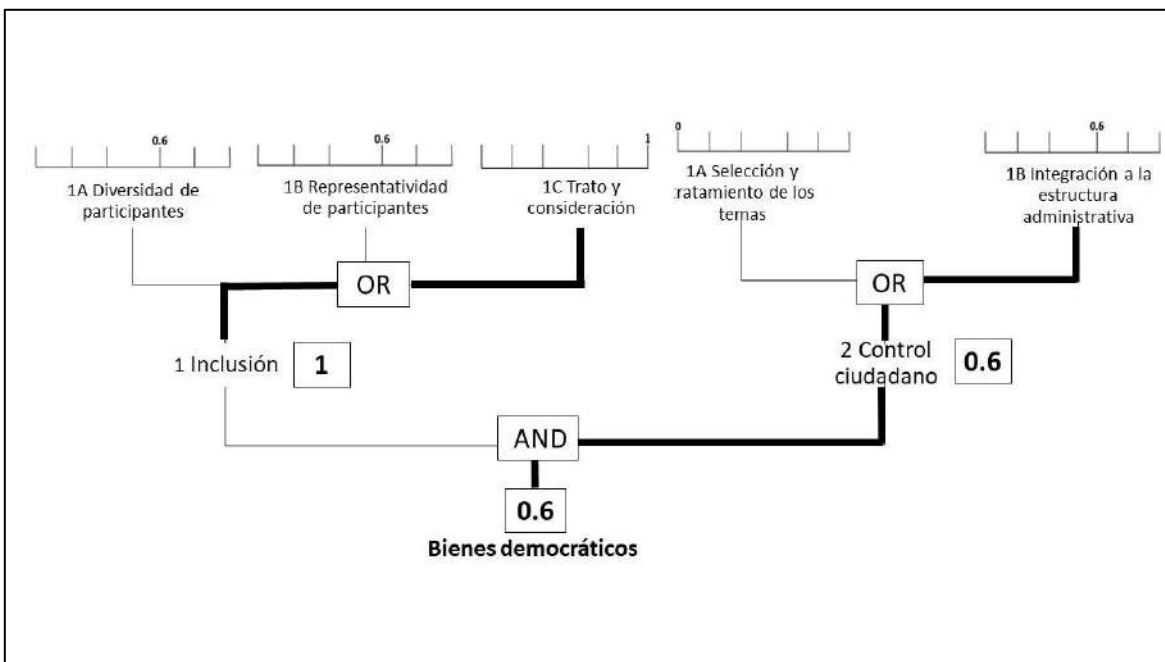 0.6
0.6
1
0
0.6
1A Diversidad de
participantes
1B Representatividad
de participantes
1C Trato y
consideración
1A Selección y
tratamiento de los
temas
1B Integración a la
estructura
administrativa
OR
OR
1 Inclusión
1
2 Control
ciudadano
0.6
AND
0.6
Bienes democráticos